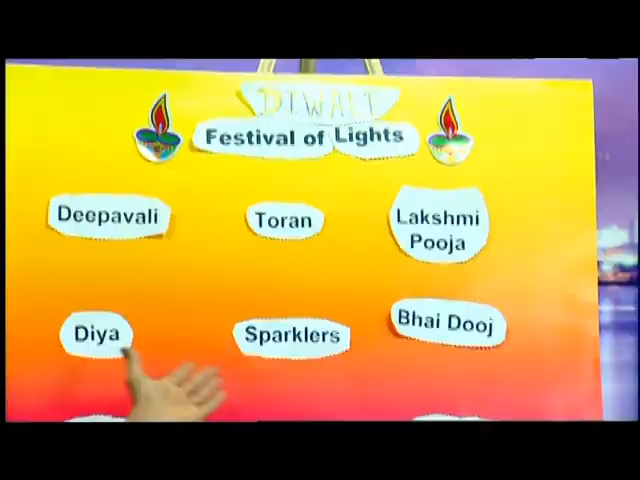 DIWALI
Festival of Lights
Deepavali
Toran
Lakshmi
Pooja
Diya
Sparklers
Bhai Dooj